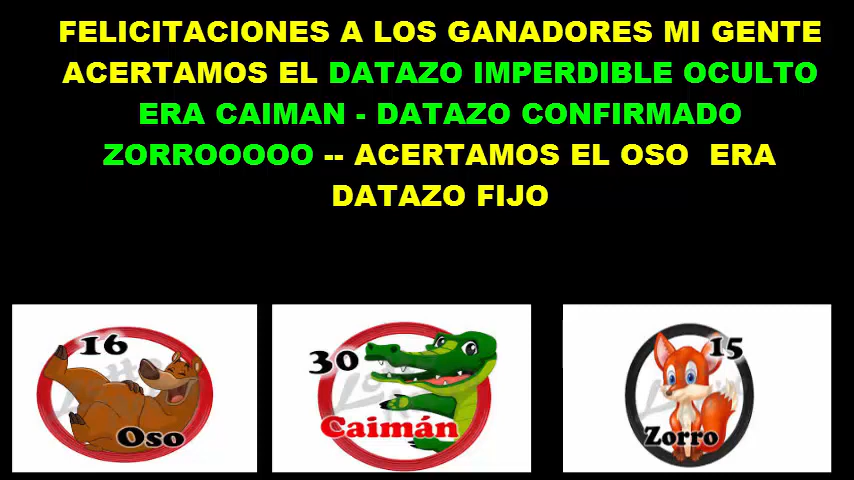 FELICITACIONES A LOS GANADORES MI GENTE
ACERTAMOS EL DATAZO IMPERDIBLE OCULTO
ERA CAIMAN - DATAZO CONFIRMADO
ZORROOOOO -- ACERTAMOS EL OSO ERA
DATAZO FIJO
16
Oso
30
Caimán
15
Zorro